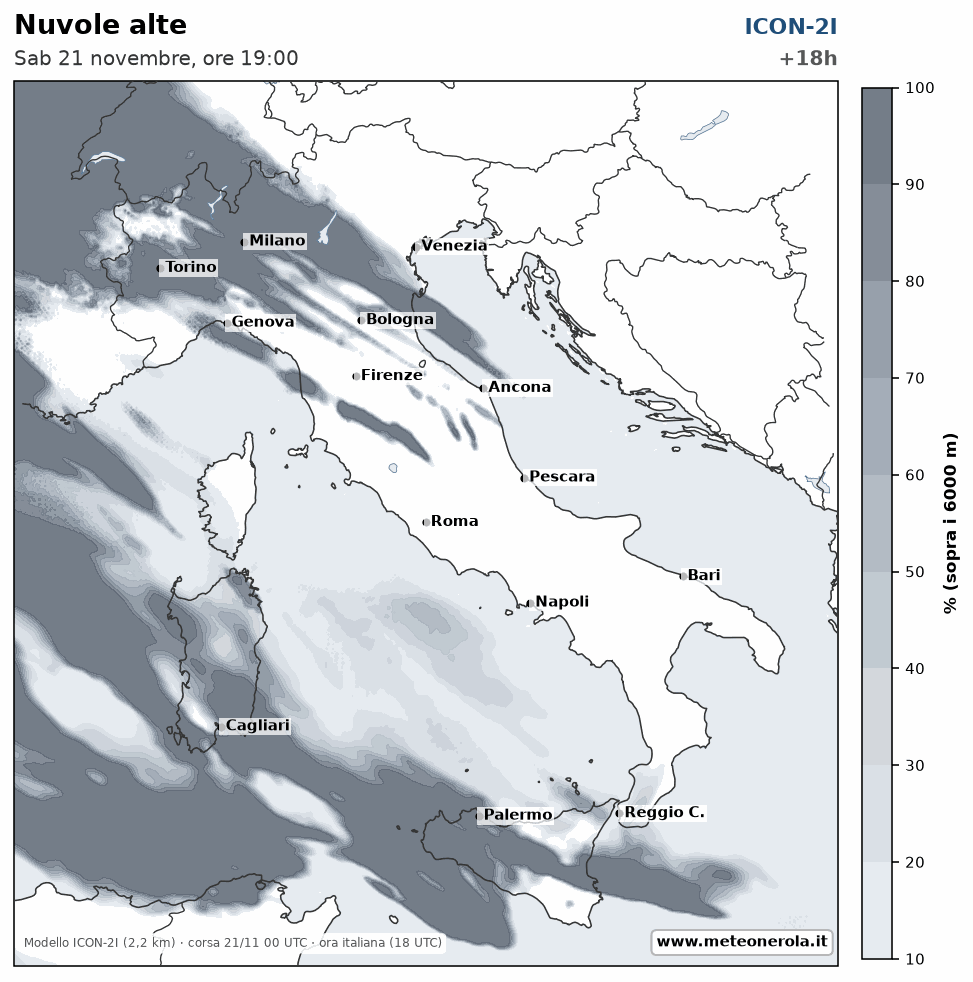 Nuvole alte
ICON-2I
Sab 21 novembre, ore 19:00
+18h
100
90
80
70
60
50
40
30
20
10
% (sopra i 6000 m)
Milano
Venezia
Torino
Genova
Bologna
Firenze
Ancona
Pescara
Roma
Bari
Napoli
Cagliari
Palermo
Reggio C.
Modello ICON-2I (2,2 km) · corsa 21/11 00 UTC · ora italiana (18 UTC)
www.meteonerola.it